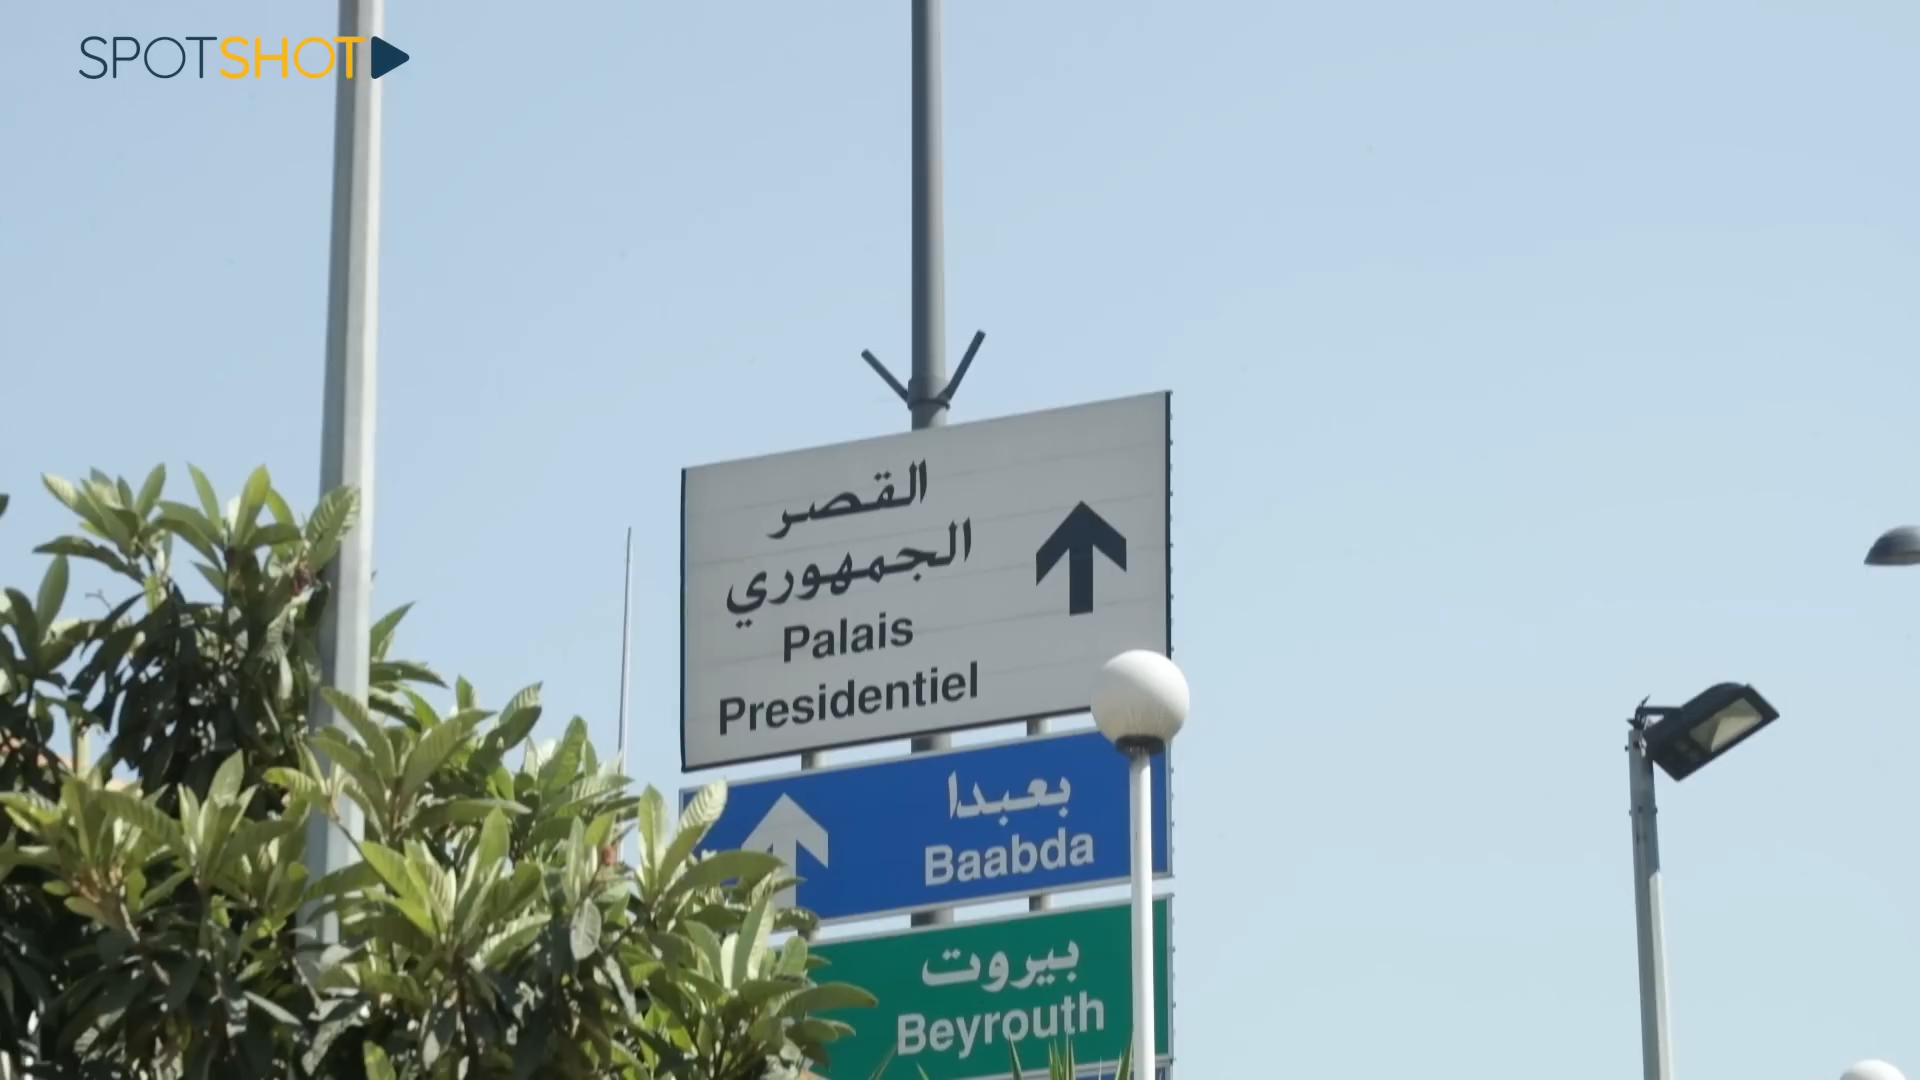 SPOTSHOT
القصر
الجمهوري
Palais
Presidentiel
بعبدا
Baabda
بيروت
Beyrouth